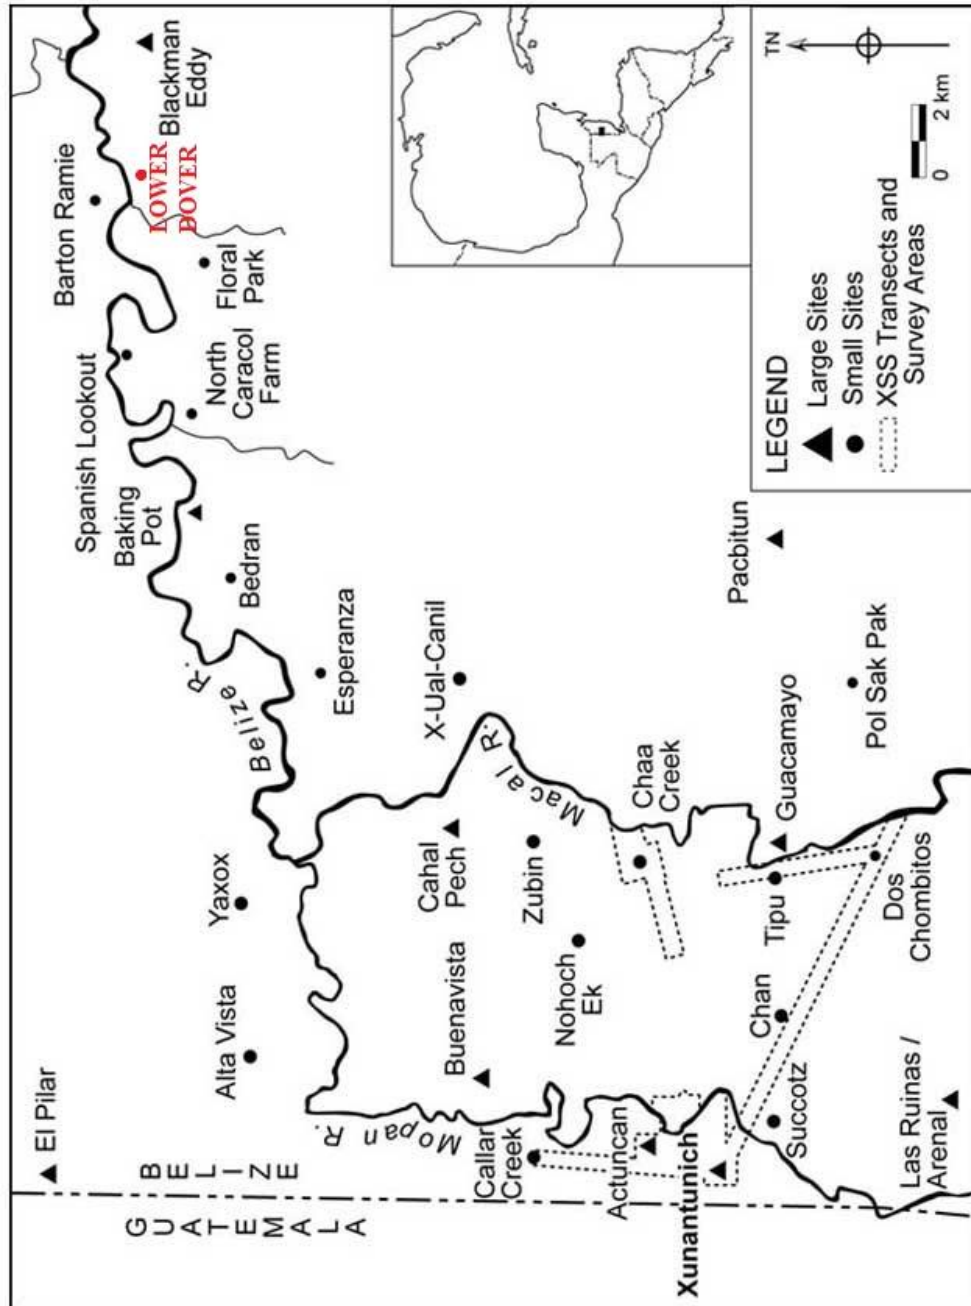 El Pilar
BELIZE
GUATEMALA
Alta Vista
Yaxox
Belize R.
Spanish Lookout
Baking
Pot
Barton Ramie
LOWER
DOVER
Blackman
Eddy
Floral
Park
North
Caracol
Farm
Bedran
Esperanza
X-Ual-Canil
Mopan R.
Macal R.
Buenavista
Cahal
Pech
Callar
Creek
Zubin
Nohoch
Ek
Chaa
Creek
Actuncan
Xunantunich
Chan
Succotz
Tipu
Guacamayo
Dos
Chombitos
Las Ruinas /
Arenal
Pacbitun
Pol Sak Pak
LEGEND
Large Sites
Small Sites
XSS Transects and
Survey Areas
TN
0 2 km